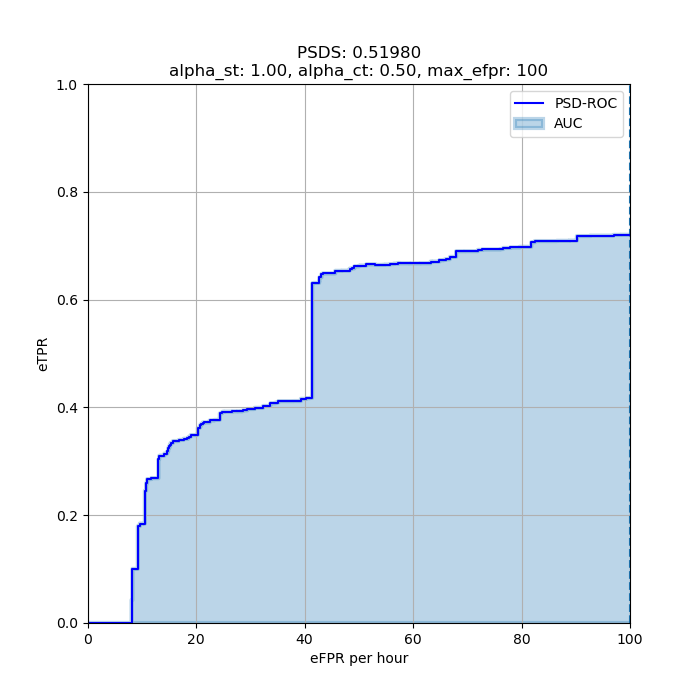 PSDS: 0.51980
alpha_st: 1.00, alpha_ct: 0.50, max_efpr: 100
PSD-ROC
AUC
1.0
0.8
0.6
0.4
0.2
0.0
eTPR
0 20 40 60 80 100
eFPR per hour